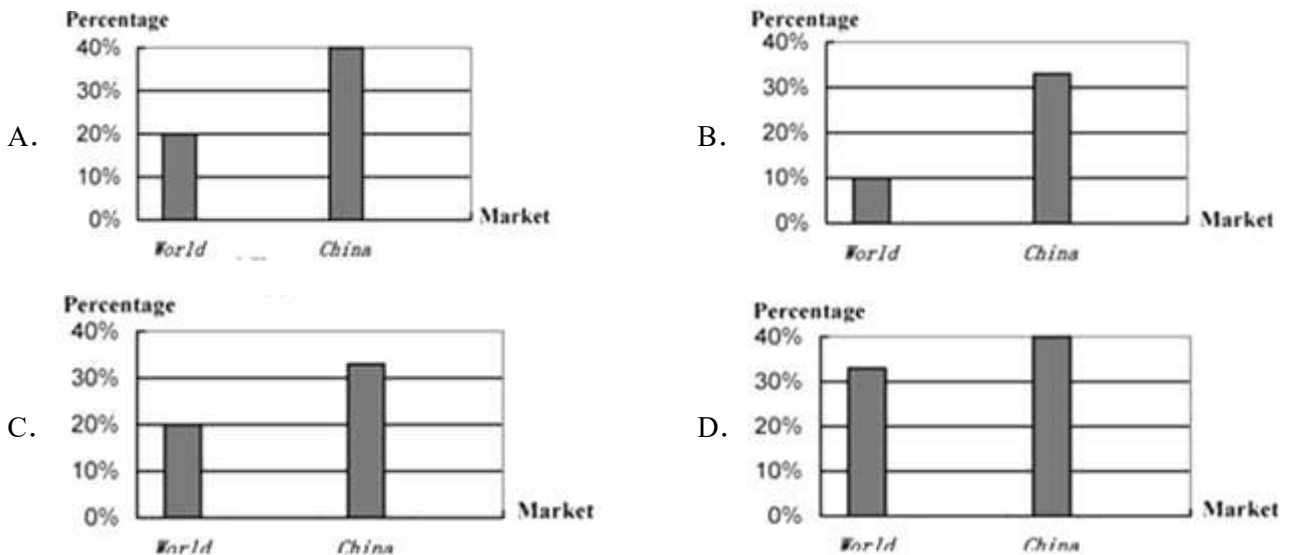 A.
Percentage
40%
30%
20%
10%
0%
World China
Market
B.
Percentage
40%
30%
20%
10%
0%
World China
Market
C.
Percentage
40%
30%
20%
10%
0%
World China
Market
D.
Percentage
40%
30%
20%
10%
0%
World China
Market